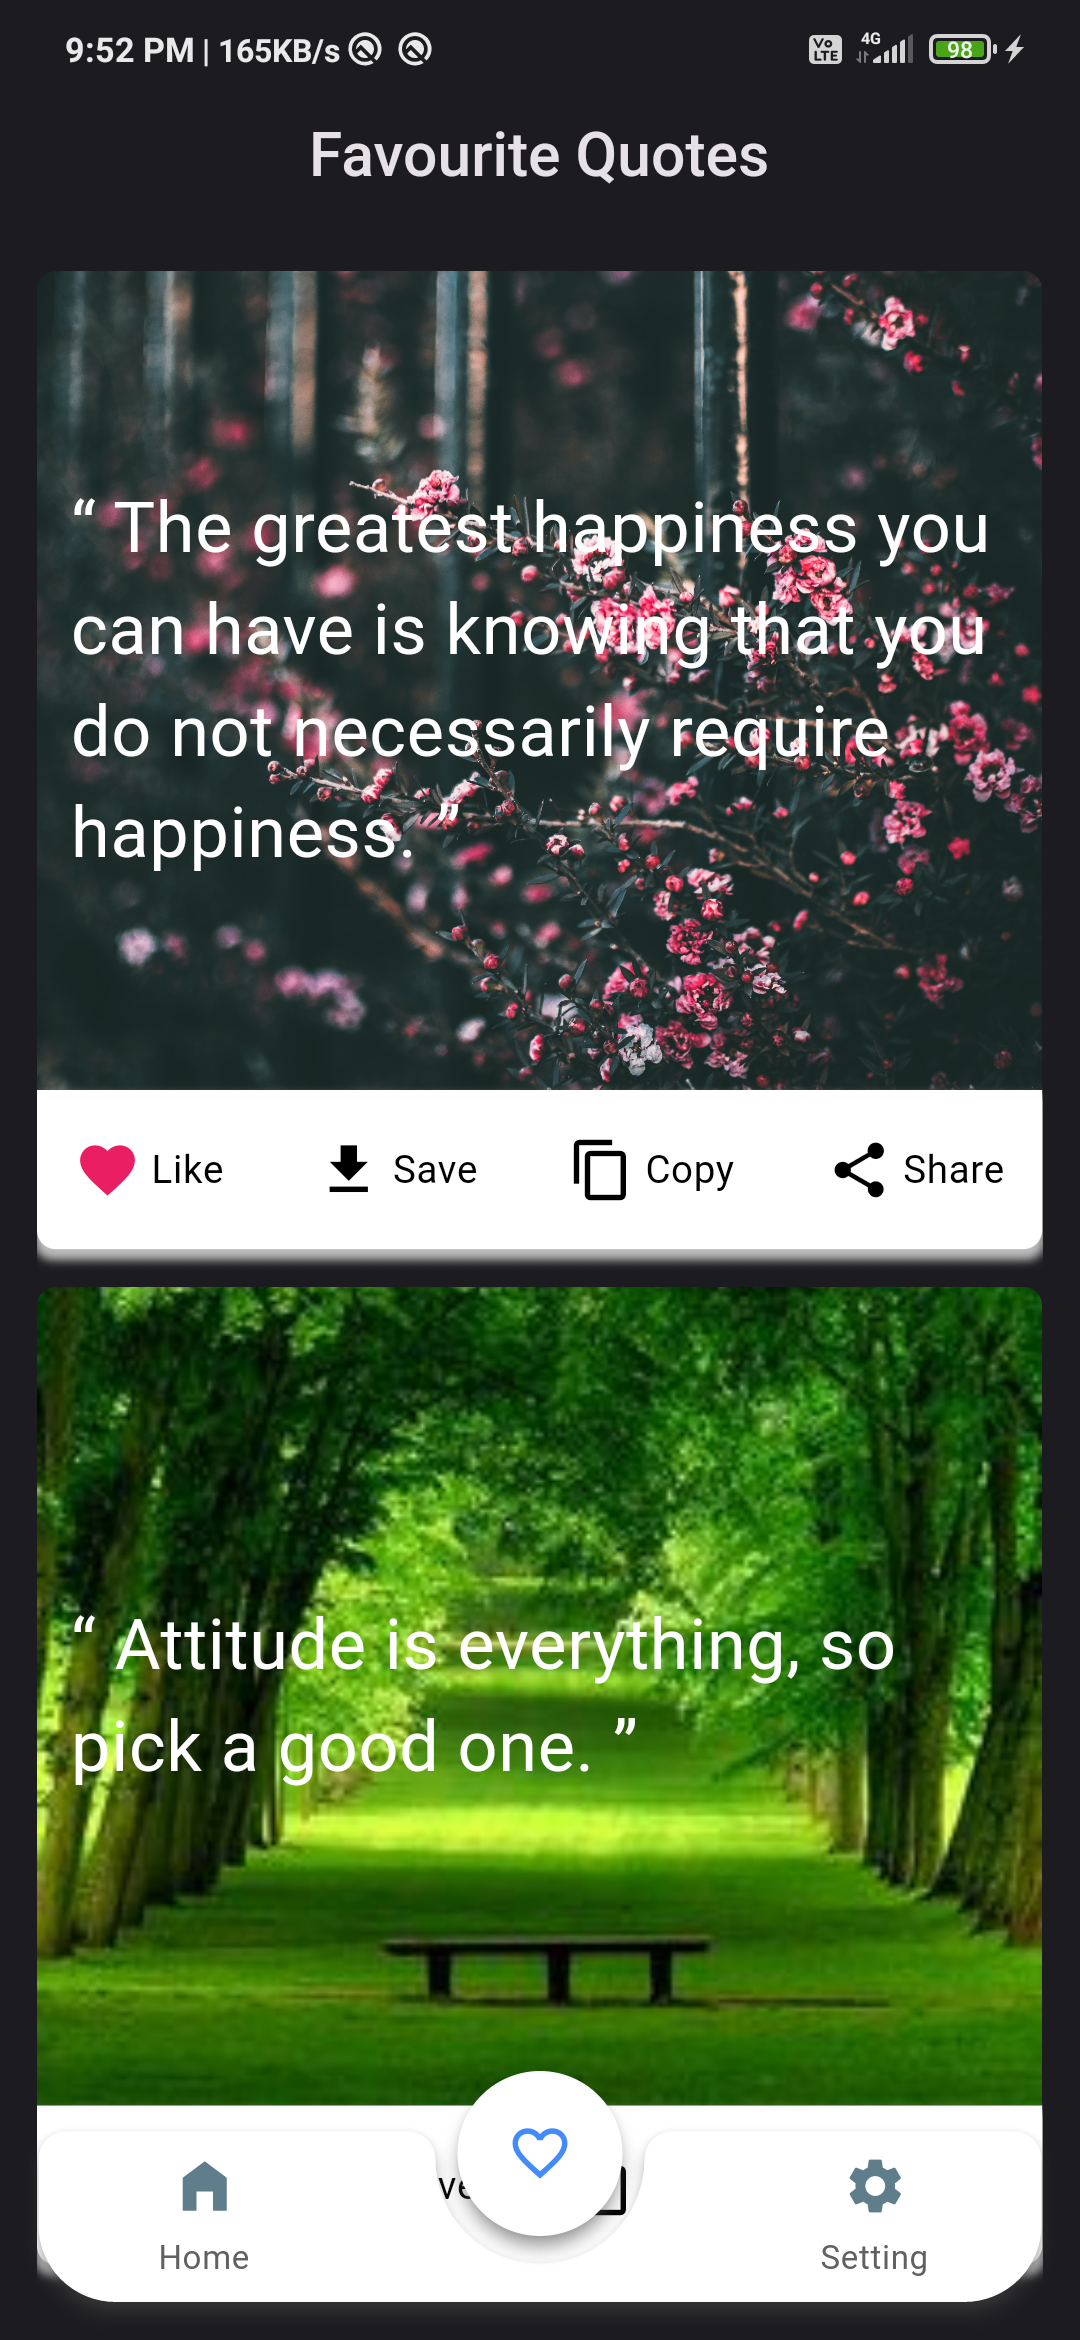 9:52 PM | 165KB/s
Vo LTE 4G 98
Favourite Quotes
“ The greatest happiness you
can have is knowing that you
do not necessarily require
happiness. ”
Like Save Copy Share
“ Attitude is everything, so
pick a good one. ”
Home Setting